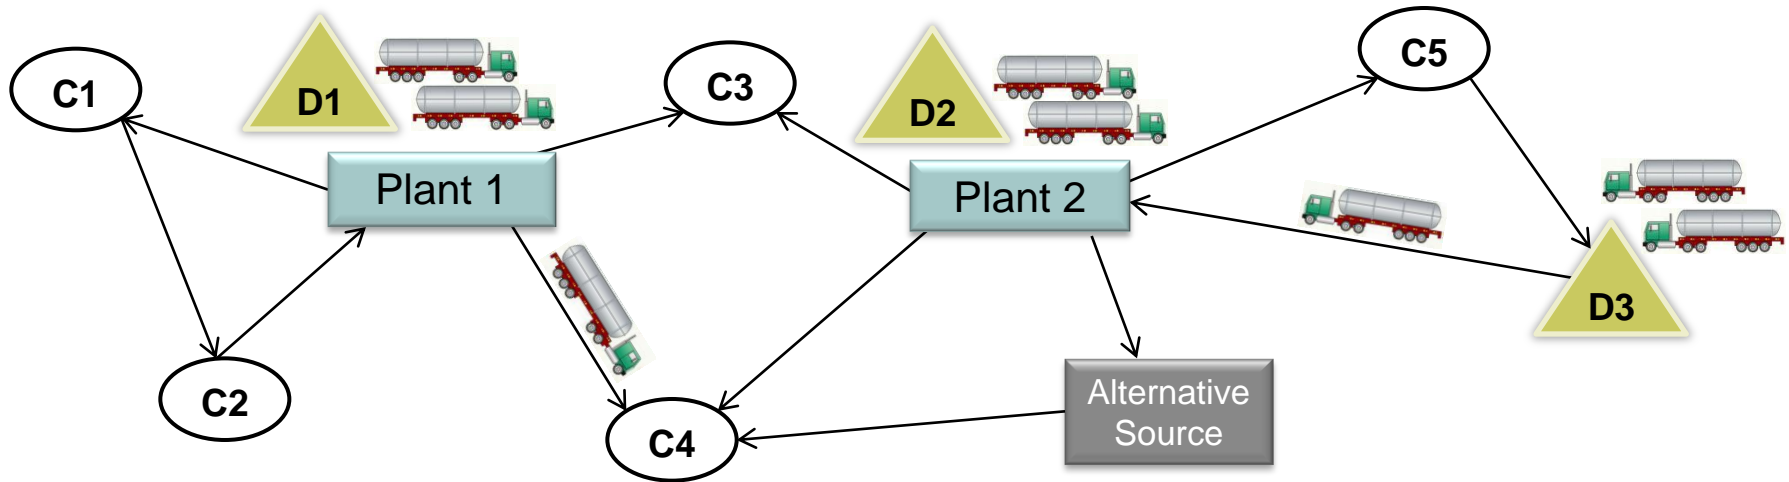 C1
D1
C3
D2
C5
Plant 1
Plant 2
D3
C2
C4
Alternative
Source